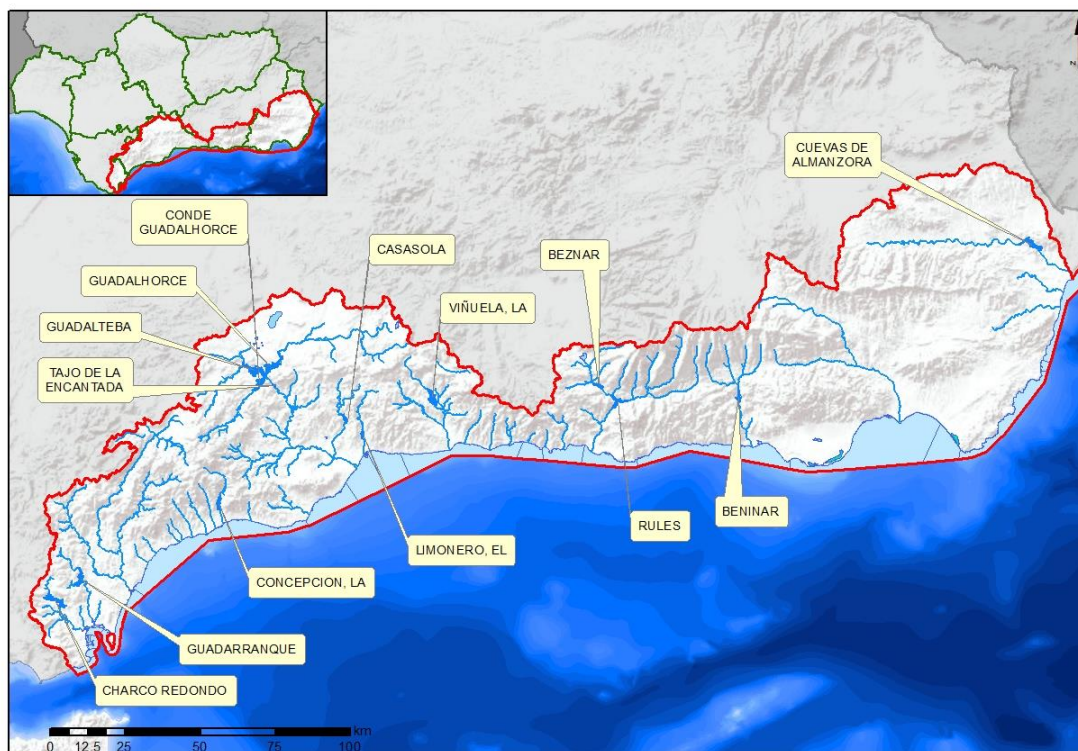 CUEVAS DE
ALMANZORA
CONDE
GUADALHORCE
CASASOLA
BEZNAR
GUADALHORCE
VIÑUELA, LA
GUADALTEBA
TAJO DE LA
ENCANTADA
BENINAR
RULES
LIMONERO, EL
CONCEPCION, LA
GUADARRANQUE
CHARCO REDONDO
km
0 12.5 25 50 75 100
N